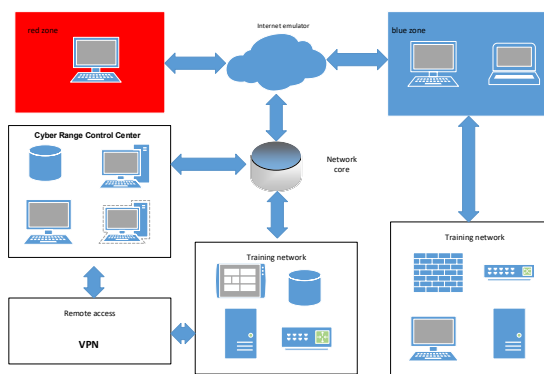 red zone
Internet emulator
blue zone
Cyber Range Control Center
Network
core
Training network
Training network
Remote access
VPN